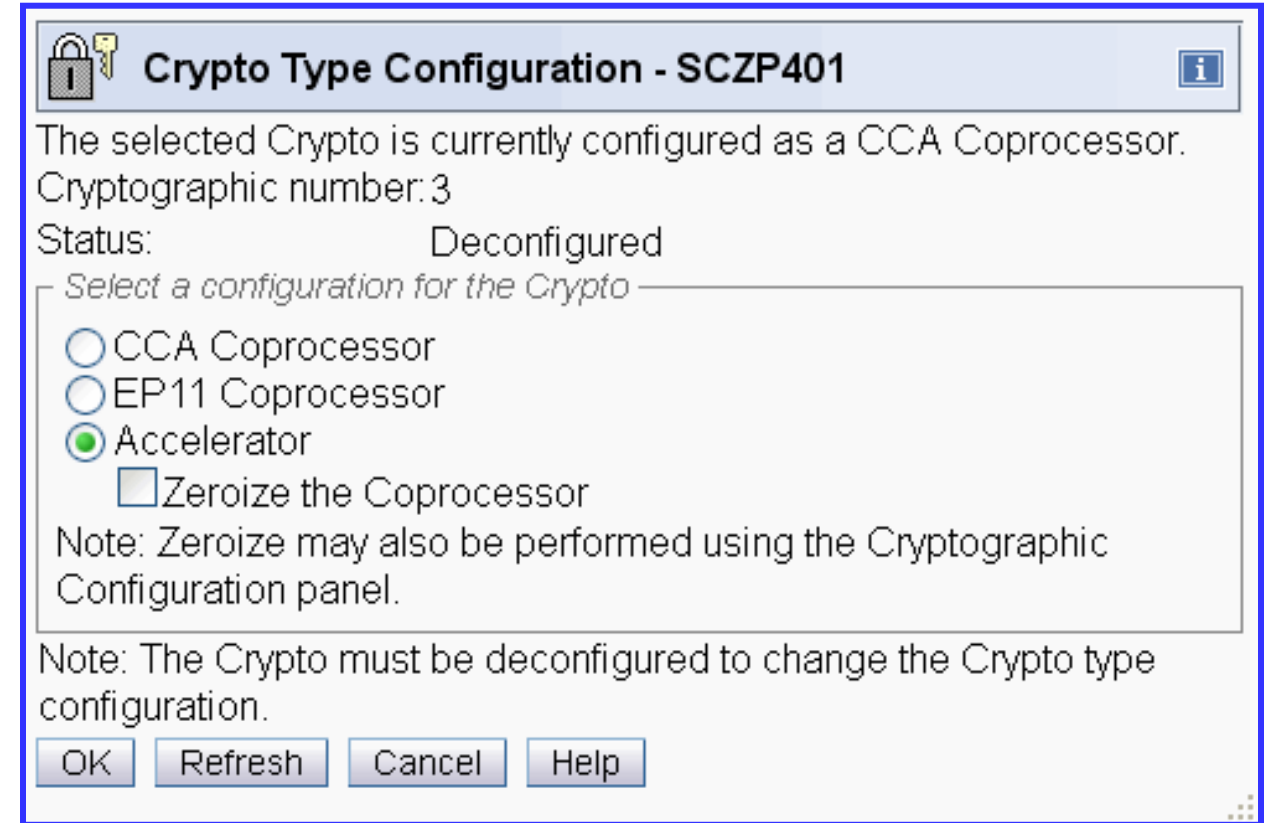 Crypto Type Configuration - SCZP401
i
The selected Crypto is currently configured as a CCA Coprocessor.
Cryptographic number: 3
Status: Deconfigured
Select a configuration for the Crypto
CCA Coprocessor
EP11 Coprocessor
Accelerator
Zeroize the Coprocessor
Note: Zeroize may also be performed using the Cryptographic
Configuration panel.
Note: The Crypto must be deconfigured to change the Crypto type
configuration.
OK Refresh Cancel Help